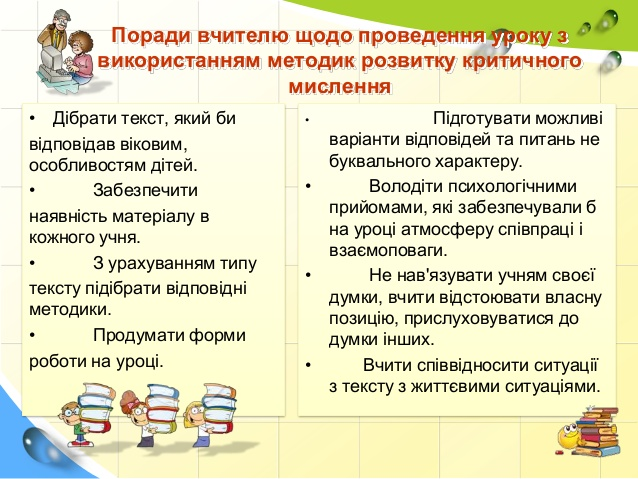 Поради вчителю щодо проведення уроку з
використанням методик розвитку критичного
мислення
• Дібрати текст, який би
відповідав віковим,
особливостям дітей.
• Забезпечити
наявність матеріалу в
кожного учня.
• З урахуванням типу
тексту підібрати відповідні
методики.
• Продумати форми
роботи на уроці.
• Підготувати можливі
варіанти відповідей та питань не
буквального характеру.
• Володіти психологічними
прийомами, які забезпечували б
на уроці атмосферу співпраці і
взаємоповаги.
• Не нав'язувати учням своєї
думки, вчити відстоювати власну
позицію, прислуховуватися до
думки інших.
• Вчити співвідносити ситуації
з тексту з життєвими ситуаціями.